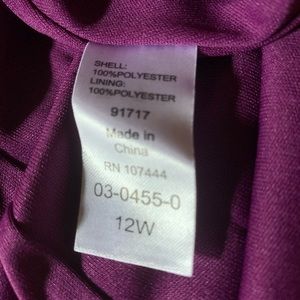 SHELL:
100%POLYESTER
LINING:
100%POLYESTER
91717
Made in
China
RN 107444
03-0455-0
12W